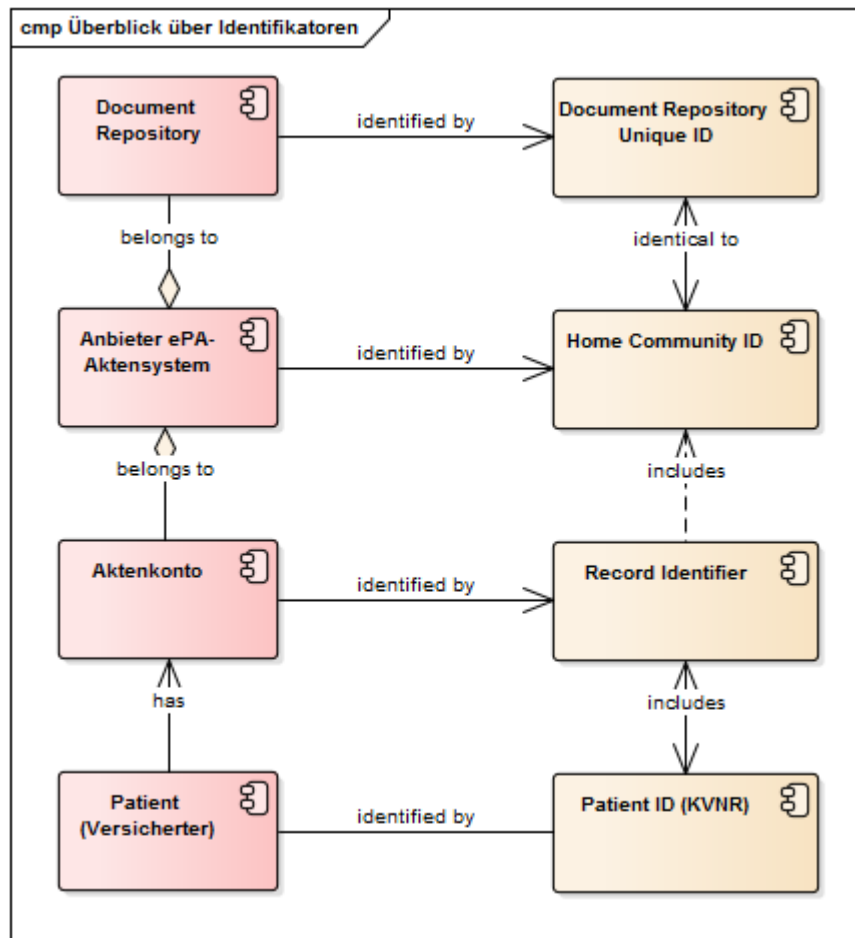 cmp Überblick über Identifikatoren
Document
Repository
identified by
Document Repository
Unique ID
belongs to
identical to
Anbieter ePA-
Aktensystem
identified by
Home Community ID
belongs to
includes
Aktenkonto
identified by
Record Identifier
has
includes
Patient
(Versicherter)
identified by
Patient ID (KVNR)